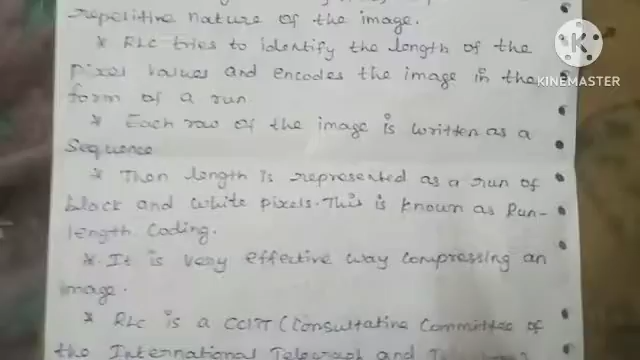 repetitive nature of the image.
* RLC tries to identify the length of the
pixel values and encodes the image in the
form of a run
* Each row of the image is written as a
Sequence
* Then length is represented as a run of
black and white pixels. This is known as Run-
length Coding.
* It is very effective way compressing an
image.
* RLC is a CCITT (Consultative Committee of
the International Telegraph and
K
KINEMASTER